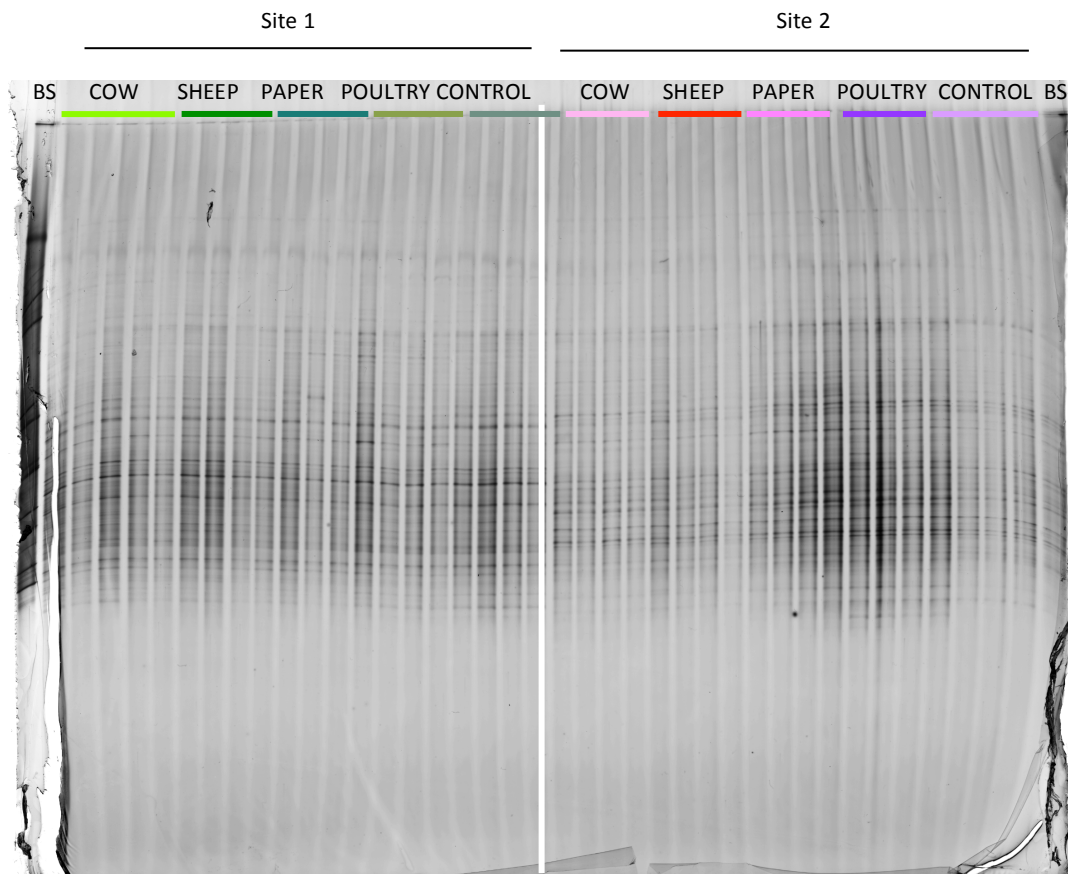 Site 1 Site 2
BS COW SHEEP PAPER POULTRY CONTROL COW SHEEP PAPER POULTRY CONTROL BS